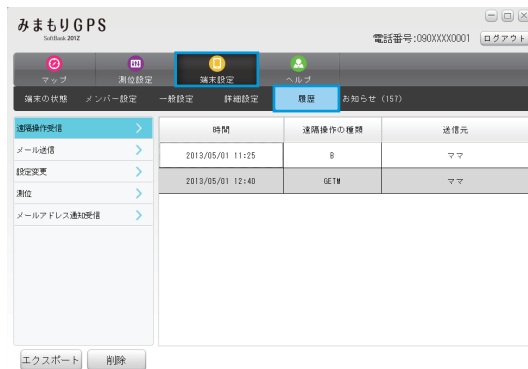 みまもりGPS
SoftBank 201Z
電話番号:090XXXX0001 ログアウト
マップ 測位設定 端末設定 ヘルプ
端末の状態 メンバー設定 一般設定 詳細設定 履歴 お知らせ (157)
遠隔操作受信 時間 遠隔操作の種類 送信元
メール送信 2013/05/01 11:25 B ママ
設定変更 2013/05/01 12:40 GETM ママ
測位
メールアドレス通知受信
エクスポート 削除